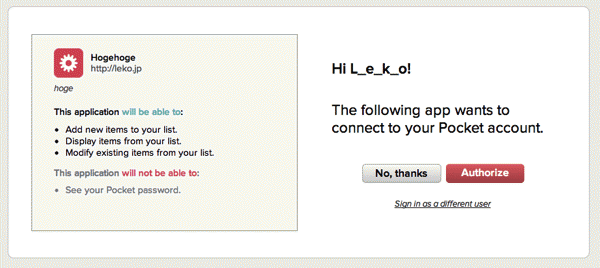 Hogehoge
http://leko.jp
hoge
This application will be able to:
• Add new items to your list.
• Display items from your list.
• Modify existing items from your list.
This application will not be able to:
• See your Pocket password.
Hi L_e_k_o!
The following app wants to
connect to your Pocket account.
No, thanks
Authorize
Sign in as a different user